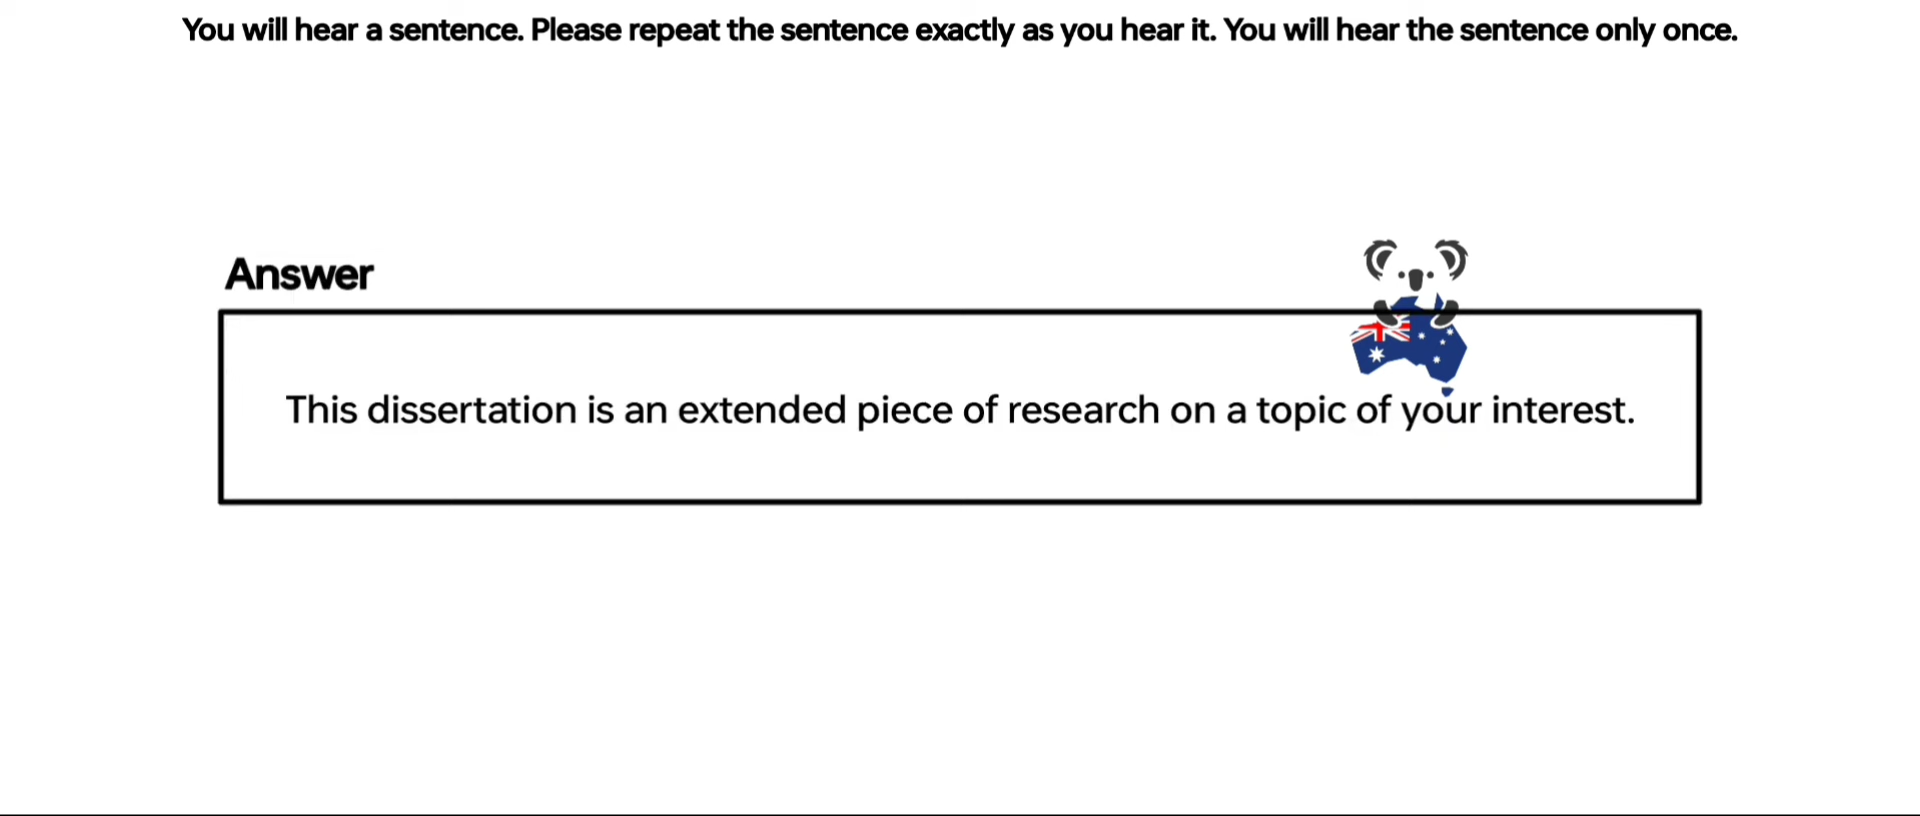 You will hear a sentence. Please repeat the sentence exactly as you hear it. You will hear the sentence only once.
Answer
This dissertation is an extended piece of research on a topic of your interest.